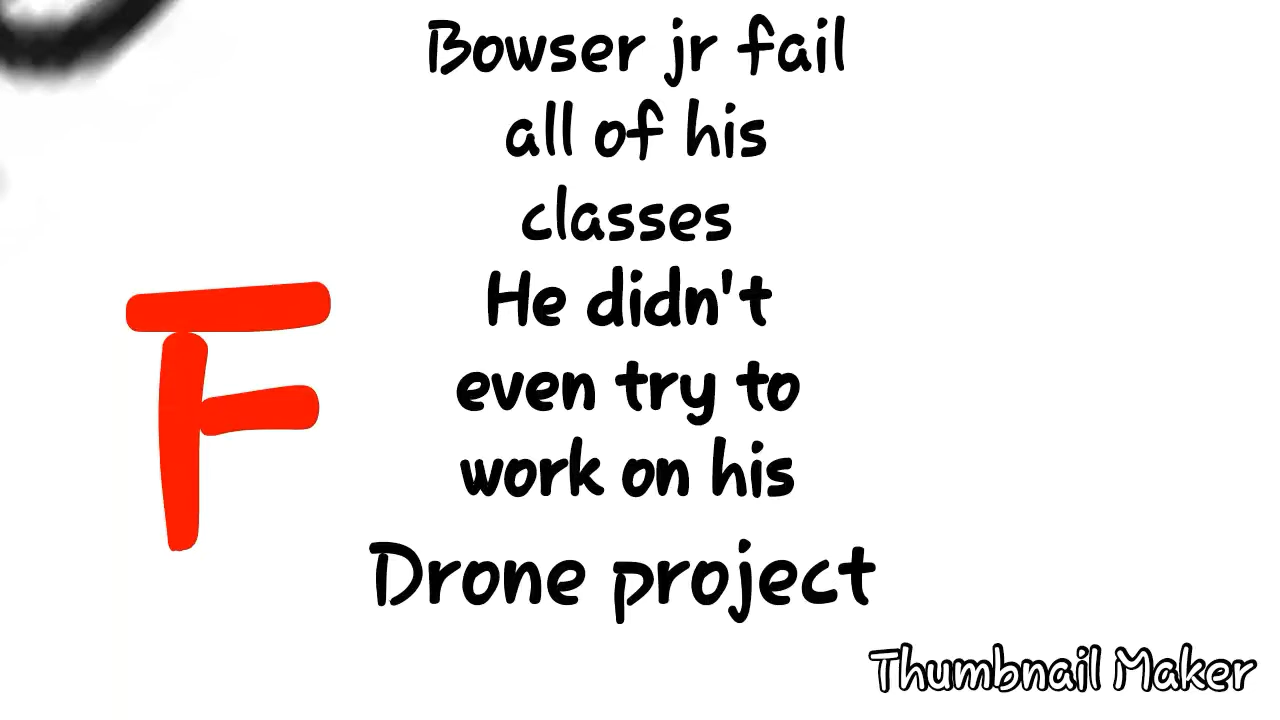 Bowser jr fail
all of his
classes
He didn't
even try to
work on his
Drone project
F
Thumbnail Maker